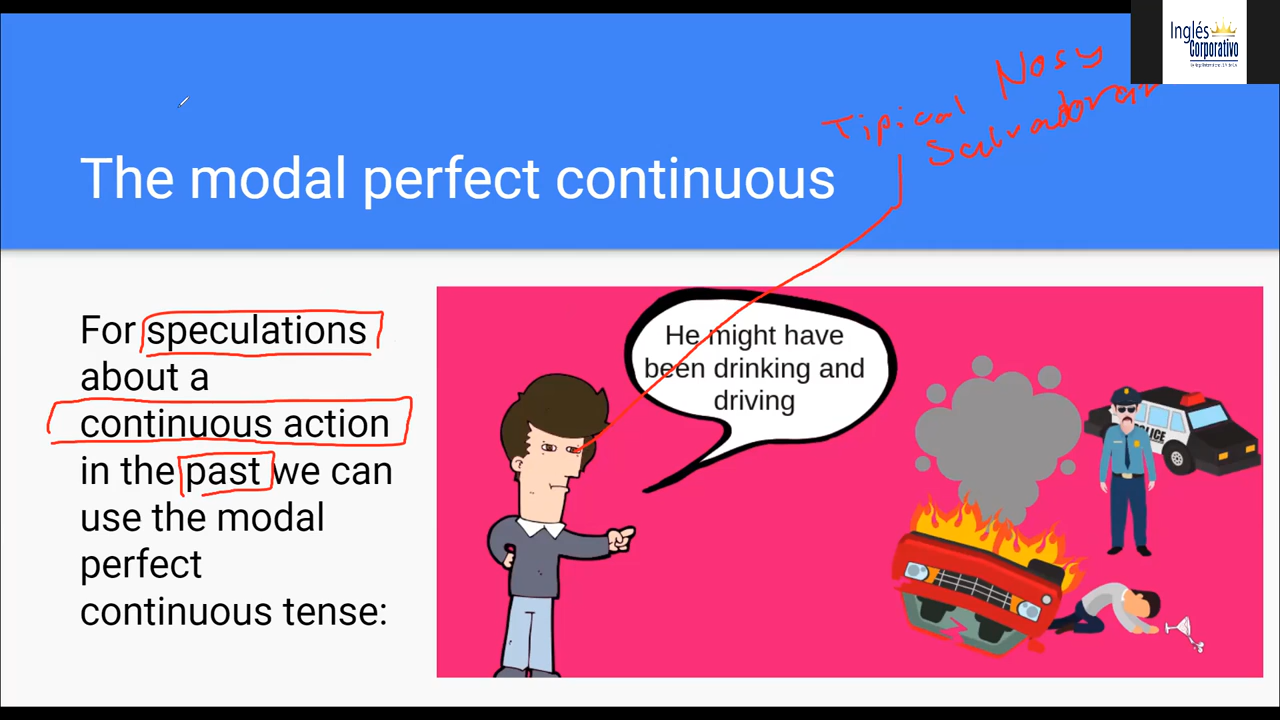 Inglés
Corporativo
Tipical Nosy
Salvadoran
The modal perfect continuous
For speculations
about a
continuous action
in the past we can
use the modal
perfect
continuous tense:
He might have
been drinking and
driving
POLICE